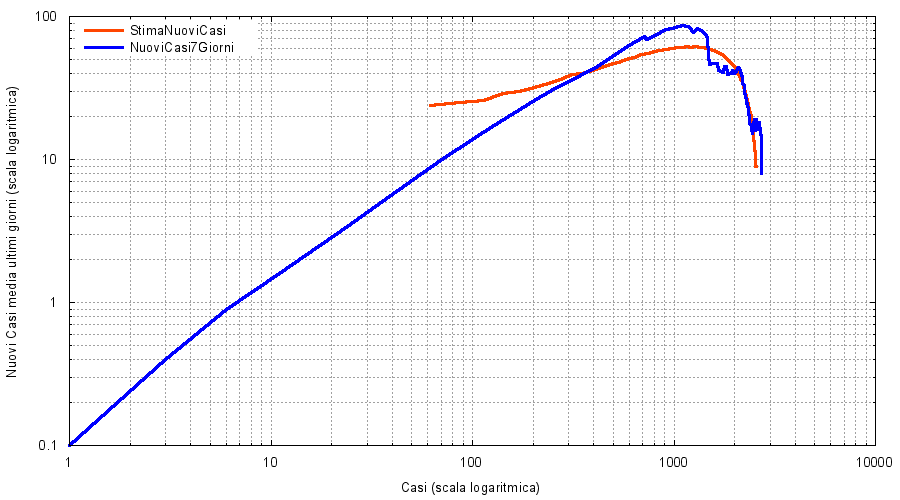 100
StimaNuoviCasi
NuoviCasi7Giorni
10
1
0.1
Nuovi Casi media ultimi giorni (scala logaritmica)
1 10 100 1000 10000
Casi (scala logaritmica)